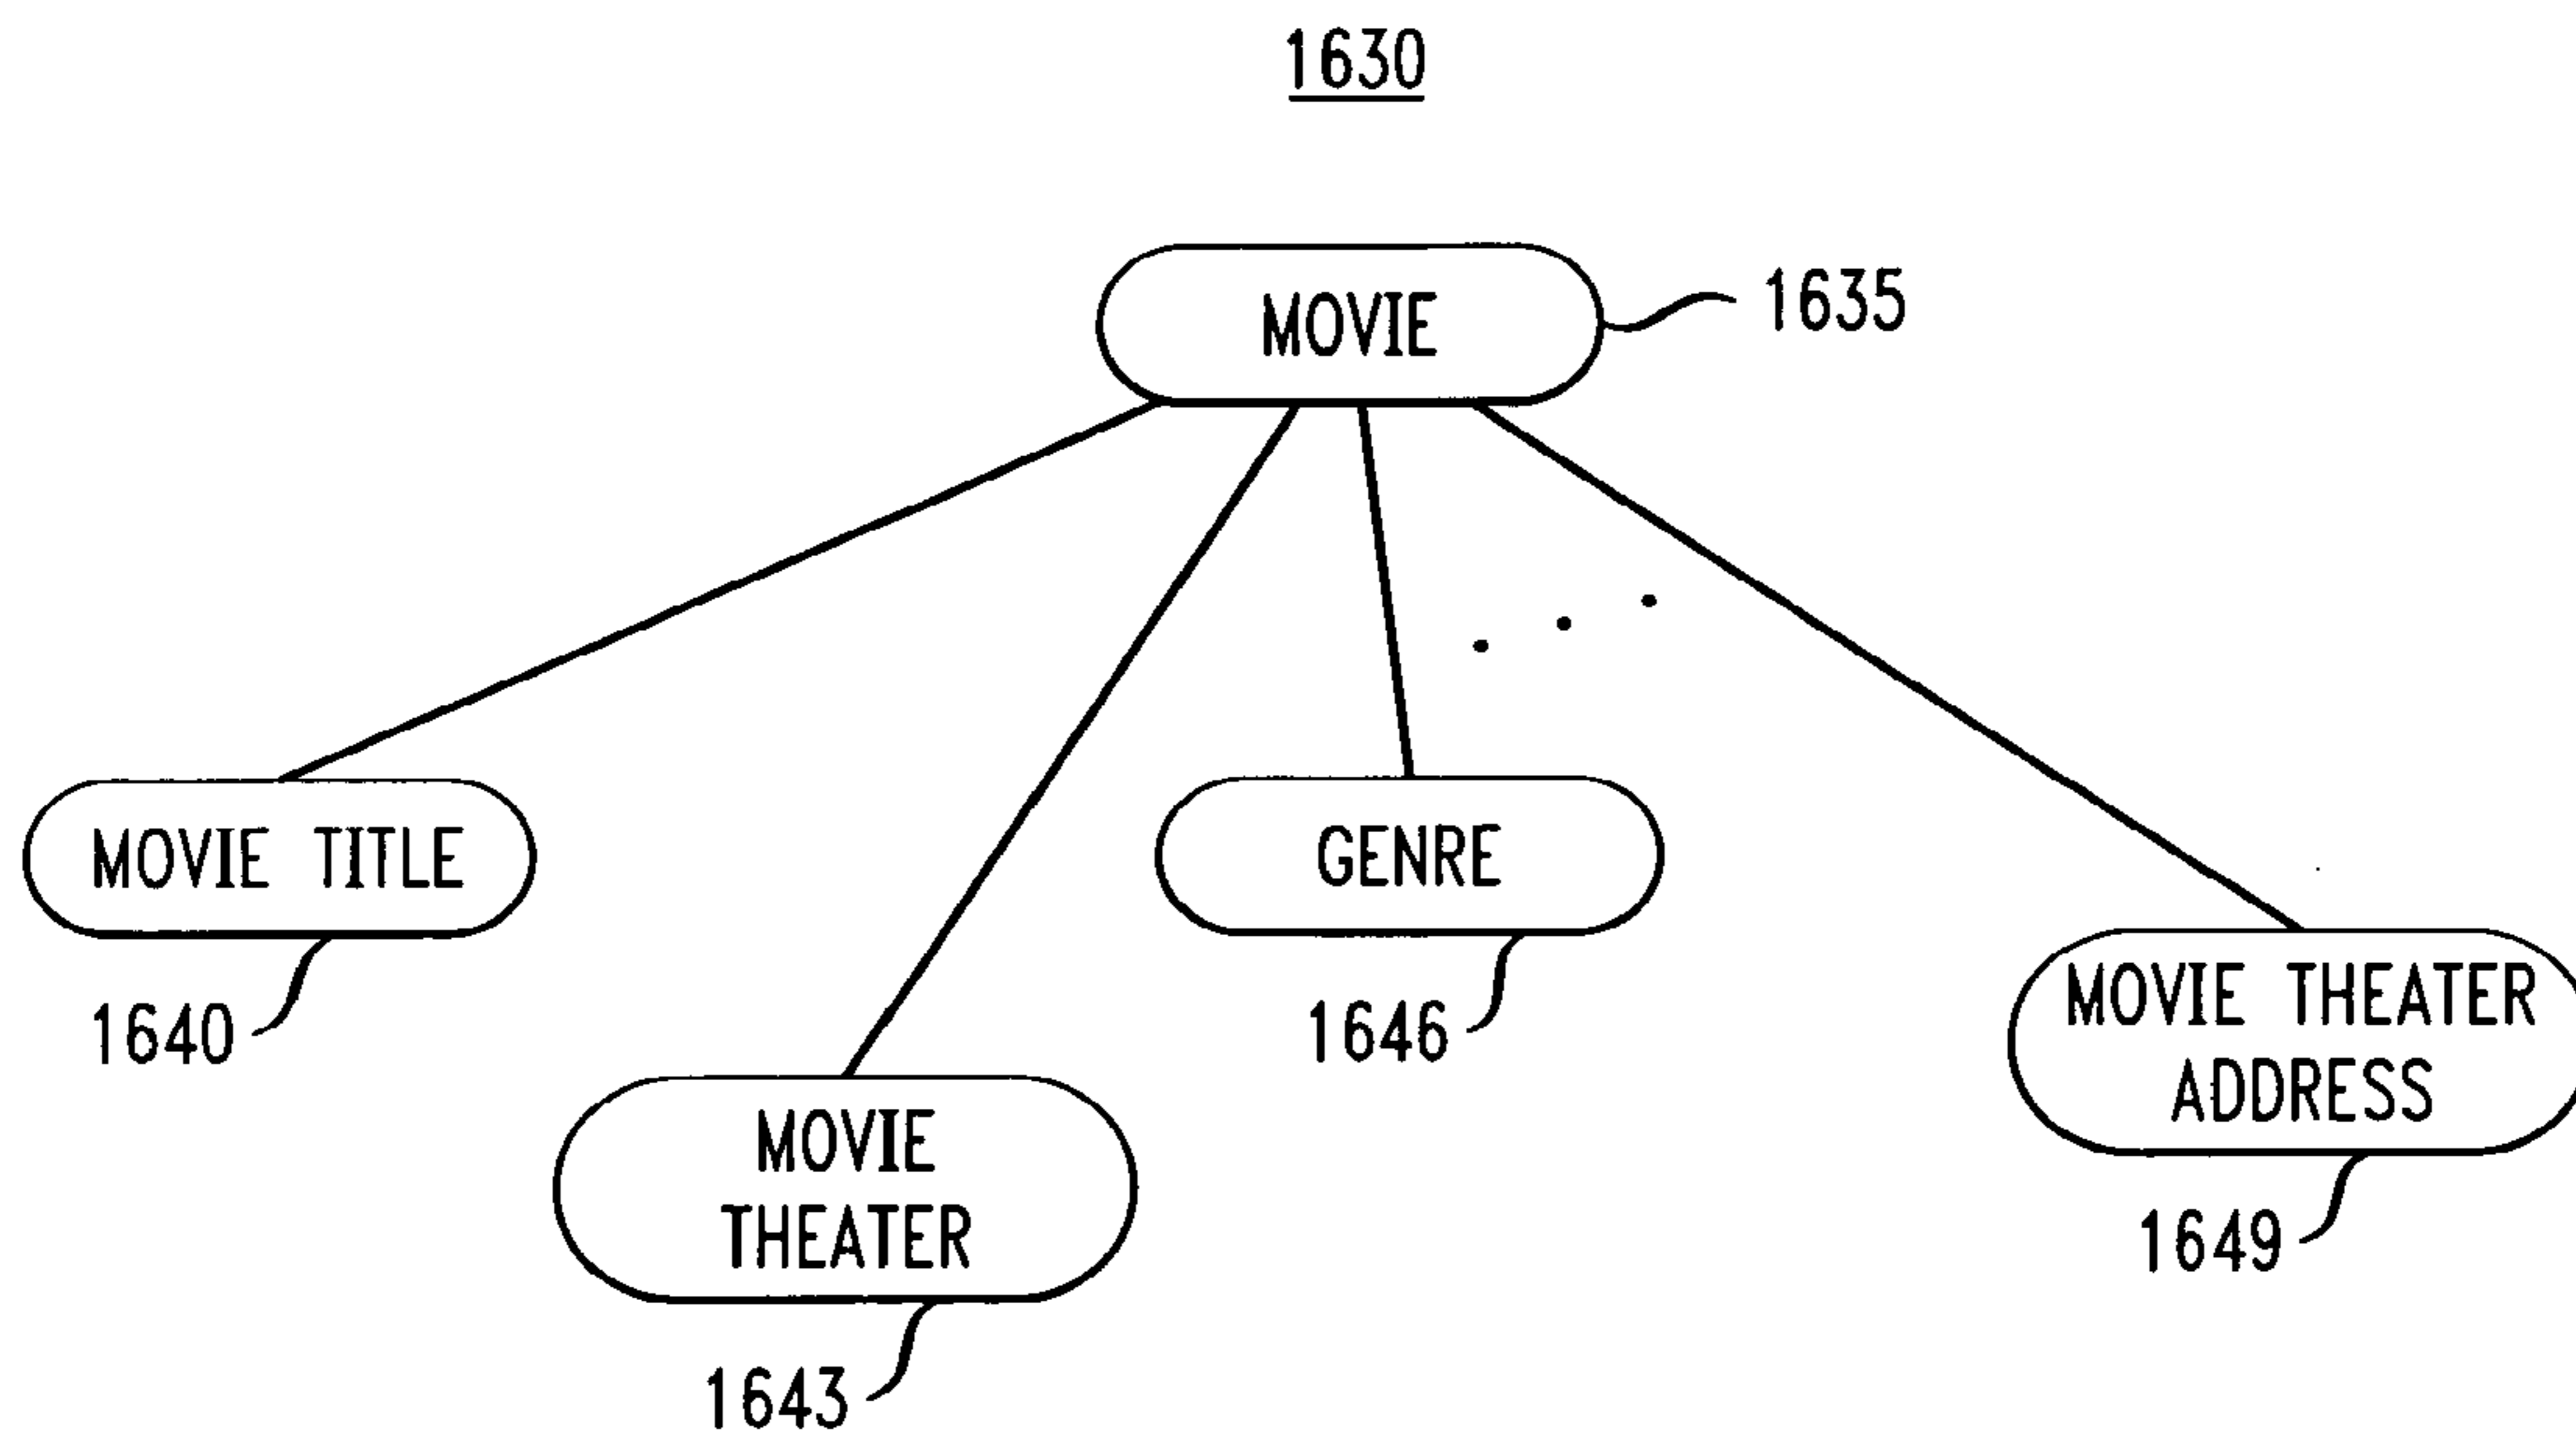 1630
MOVIE
1635
MOVIE TITLE
GENRE
1640
1646
MOVIE THEATER
ADDRESS
MOVIE
THEATER
1649
1643